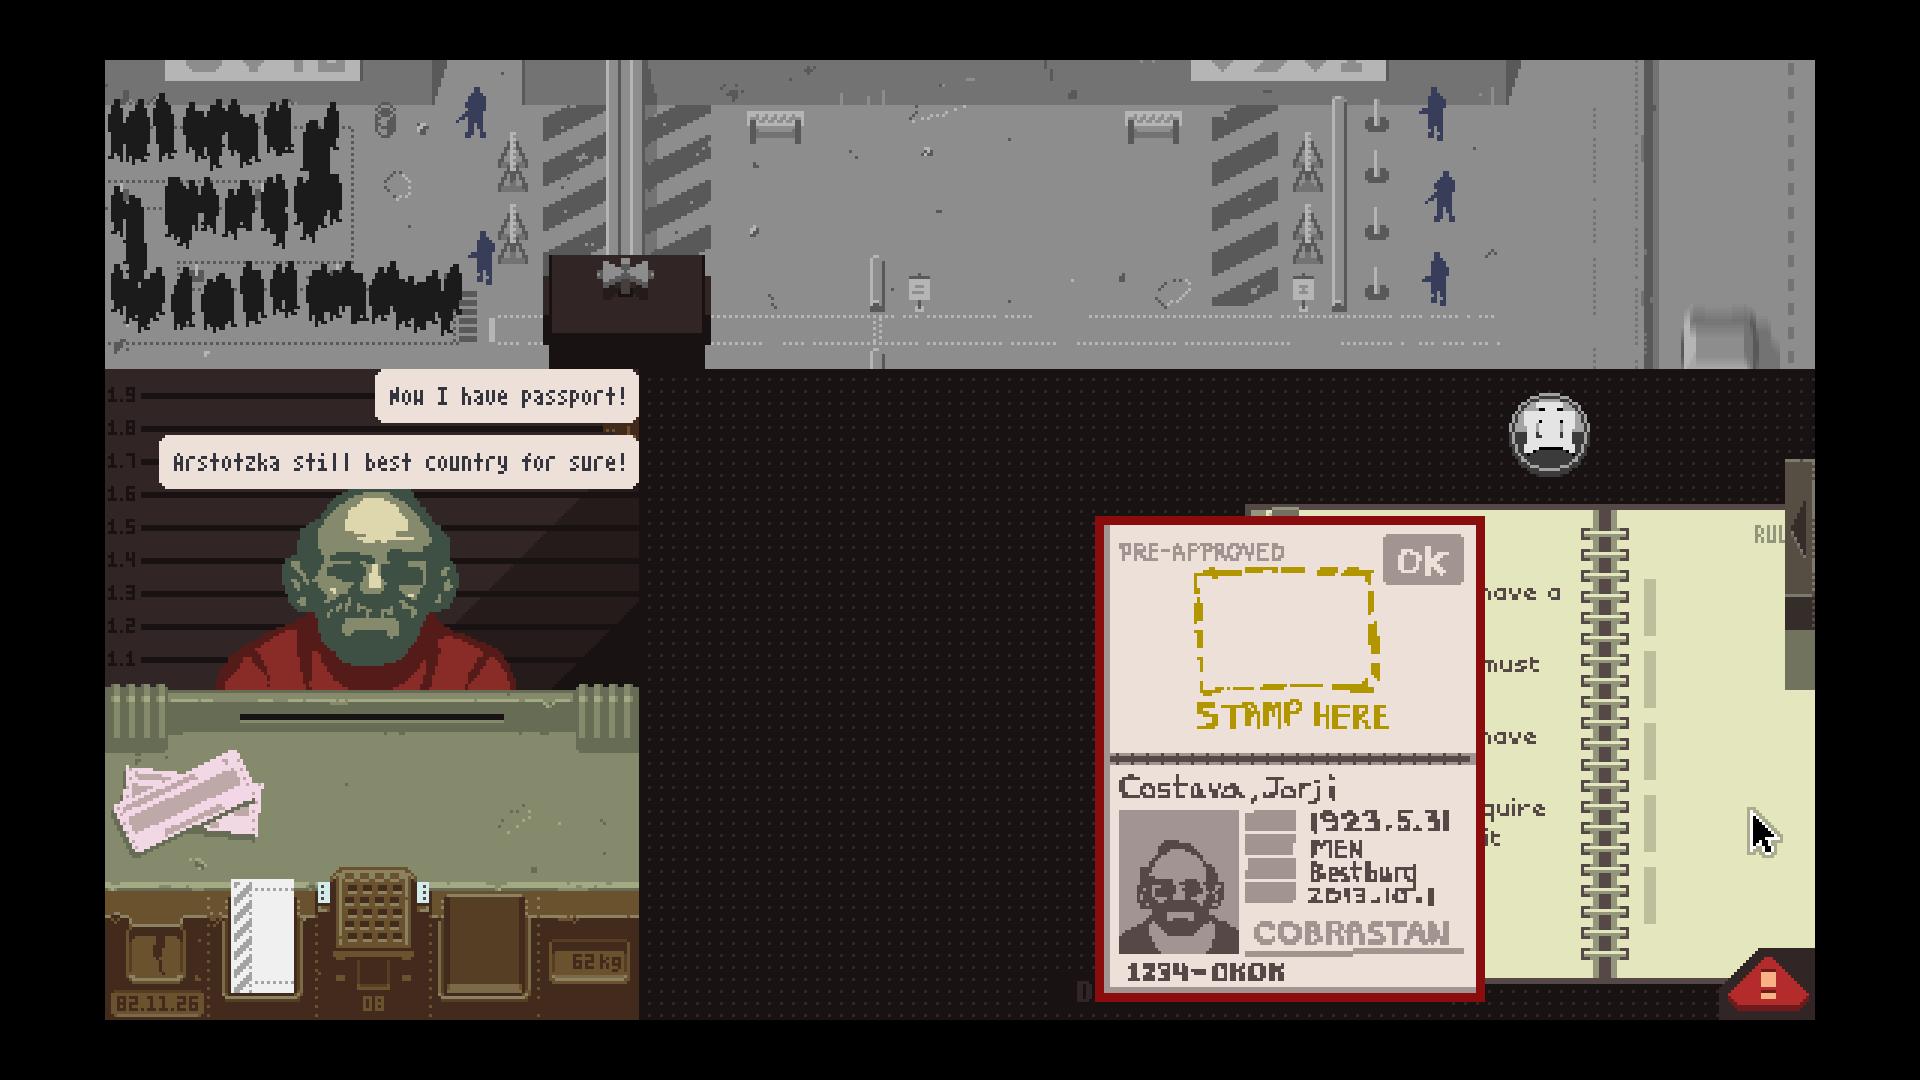 Now I have passport!
1.9
1.8
Arstotzka still best country for sure!
1.7
1.6
1.5
1.4
1.3
1.2
1.1
62 kg
82.11.26
08
PRE-APPROVED
OK
STAMP HERE
Costava, Jorji
1923.5.31
MEN
Bestburg
2013.10.1
COBRASTAN
1234-OKOK
RUL
have a
must
have
quire
it
D